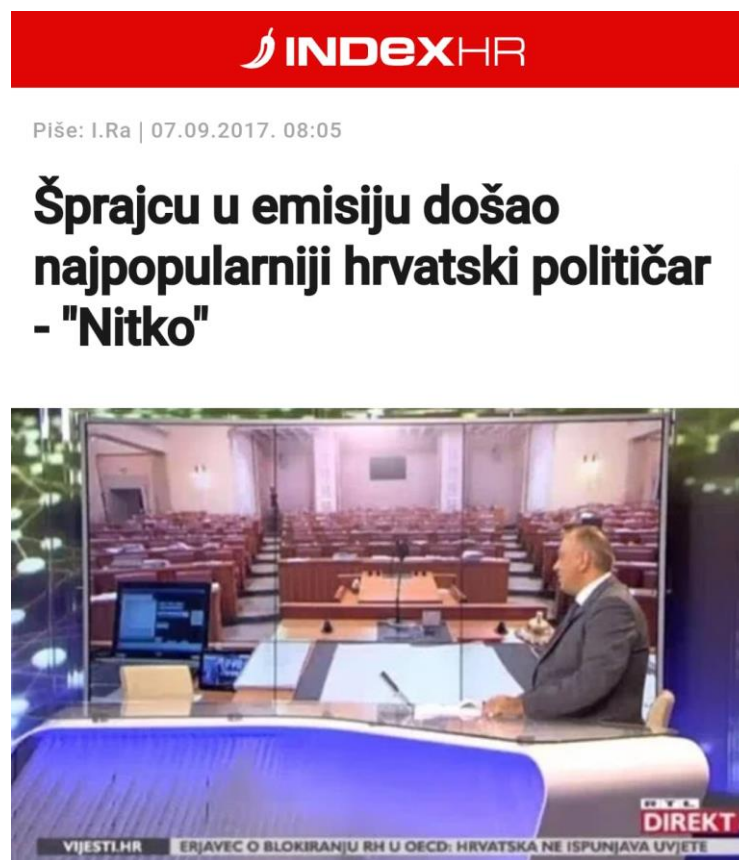 INDEXHR
Piše: I.Ra | 07.09.2017. 08:05
Šprajcu u emisiju došao
najpopularniji hrvatski političar
- "Nitko"
RTL
DIREKT
VIJESTI.HR ERJAVEC O BLOKIRANJU RH U OECD: HRVATSKA NE ISPUNJAVA UVJETE